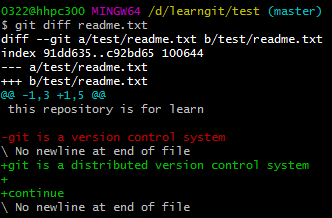 0322@hhpc300 MINGW64 /d/learngit/test (master)
$ git diff readme.txt
diff --git a/test/readme.txt b/test/readme.txt
index 91dd635..c92bd65 100644
--- a/test/readme.txt
+++ b/test/readme.txt
@@ -1,3 +1,5 @@
 this repository is for learn

-git is a version control system
\ No newline at end of file
+git is a distributed version control system
+
+continue
\ No newline at end of file